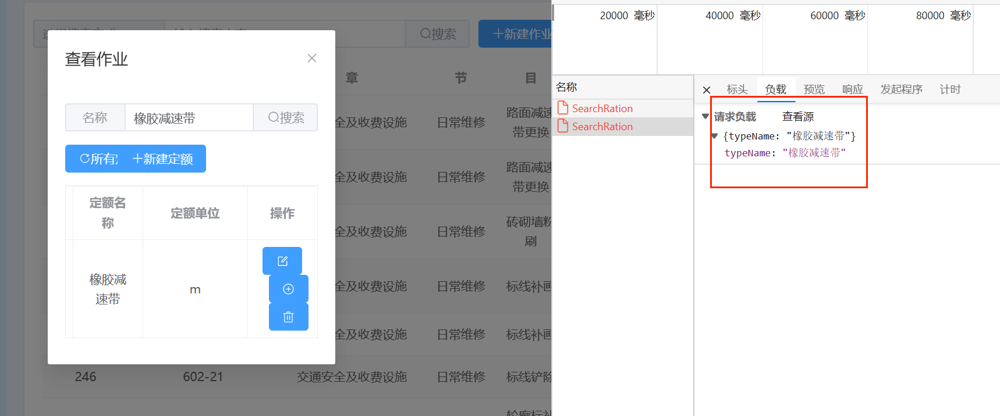 搜索
+新建作业
章
节
目
查看作业
名称
橡胶减速带
搜索
所有
+新建定额
定额名
称
定额单位
操作
橡胶减
速带
m
全及收费设施
日常维修
路面减速
带更换
全及收费设施
日常维修
路面减速
带更换
全及收费设施
日常维修
砖砌墙粉
刷
全及收费设施
日常维修
标线补画
全及收费设施
日常维修
标线补画
246
602-21
交通安全及收费设施
日常维修
标线铲除
20000 毫秒
40000 毫秒
60000 毫秒
80000 毫秒
名称
SearchRation
SearchRation
标头
负载
预览
响应
发起程序
计时
请求负载
查看源
{typeName: "橡胶减速带"}
typeName: "橡胶减速带"